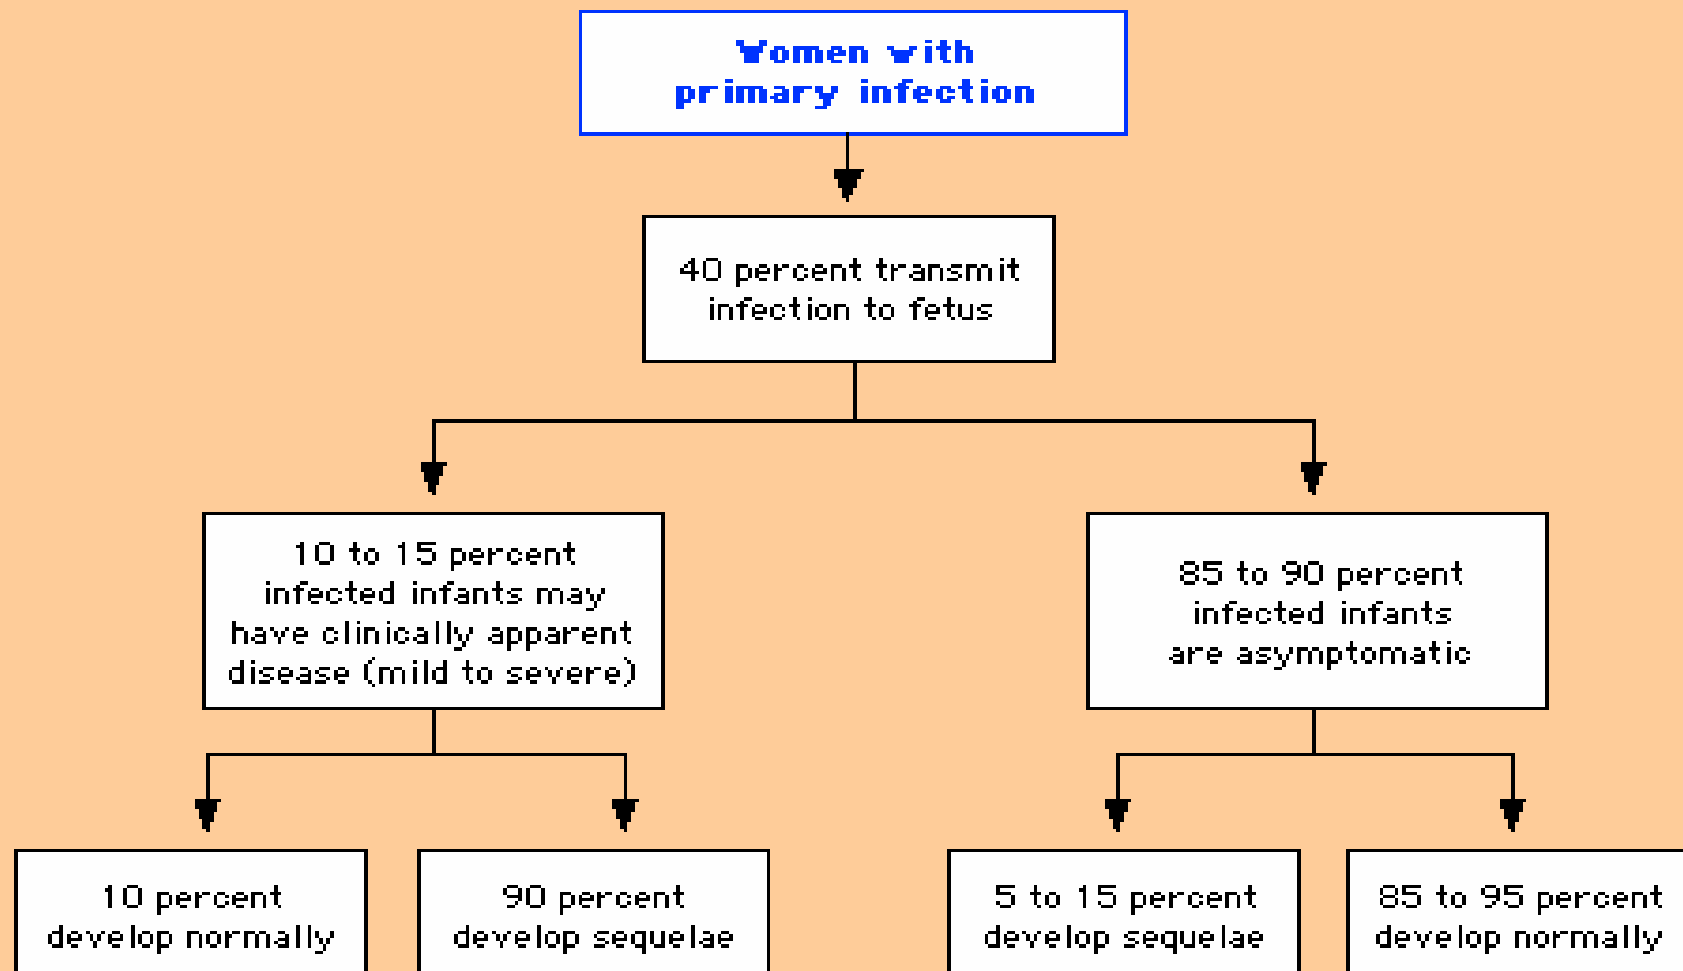 Women with
primary infection
40 percent transmit
infection to fetus
10 to 15 percent
infected infants may
have clinically apparent
disease (mild to severe)
85 to 90 percent
infected infants
are asymptomatic
10 percent
develop normally
90 percent
develop sequelae
5 to 15 percent
develop sequelae
85 to 95 percent
develop normally